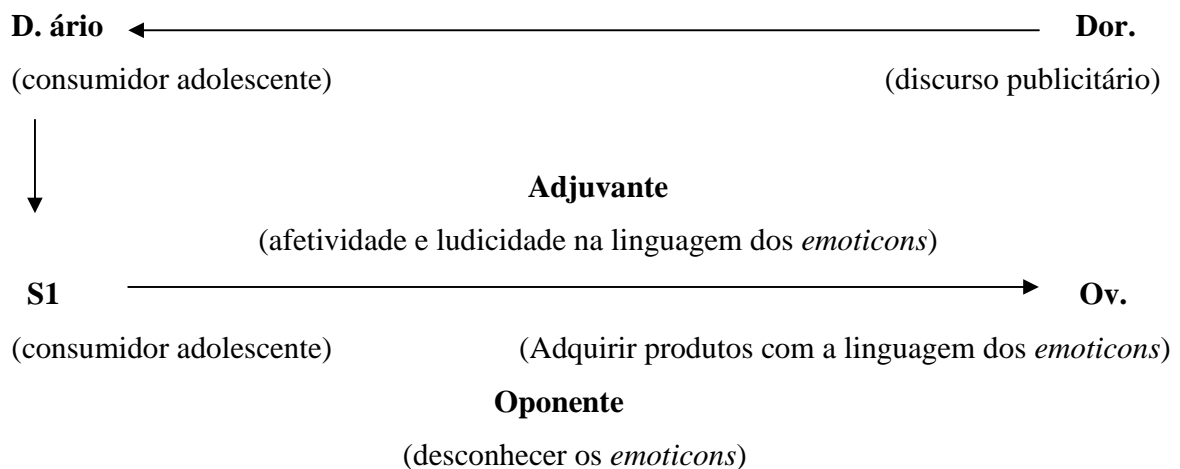 D. ário Dor.
(consumidor adolescente) (discurso publicitário)
Adjuvante
(afetividade e ludicidade na linguagem dos emoticons)
S1 Ov.
(consumidor adolescente) (Adquirir produtos com a linguagem dos emoticons)
Oponente
(desconhecer os emoticons)